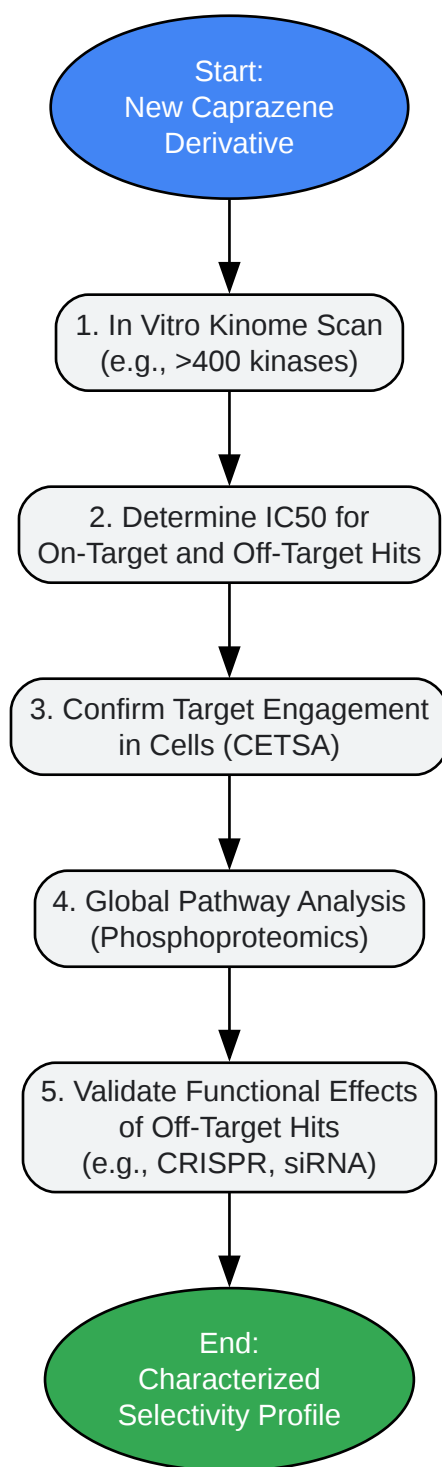 Start:
New Caprazene
Derivative
1. In Vitro Kinome Scan
(e.g., >400 kinases)
2. Determine IC50 for
On-Target and Off-Target Hits
3. Confirm Target Engagement
in Cells (CETSA)
4. Global Pathway Analysis
(Phosphoproteomics)
5. Validate Functional Effects
of Off-Target Hits
(e.g., CRISPR, siRNA)
End:
Characterized
Selectivity Profile